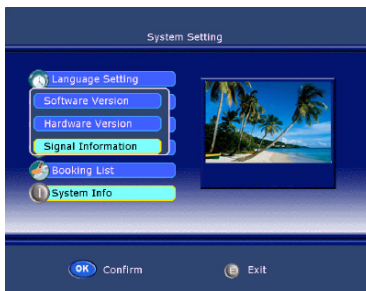 System Setting
Language Setting
Software Version
Hardware Version
Signal Information
Booking List
System Info
OK Confirm
E Exit